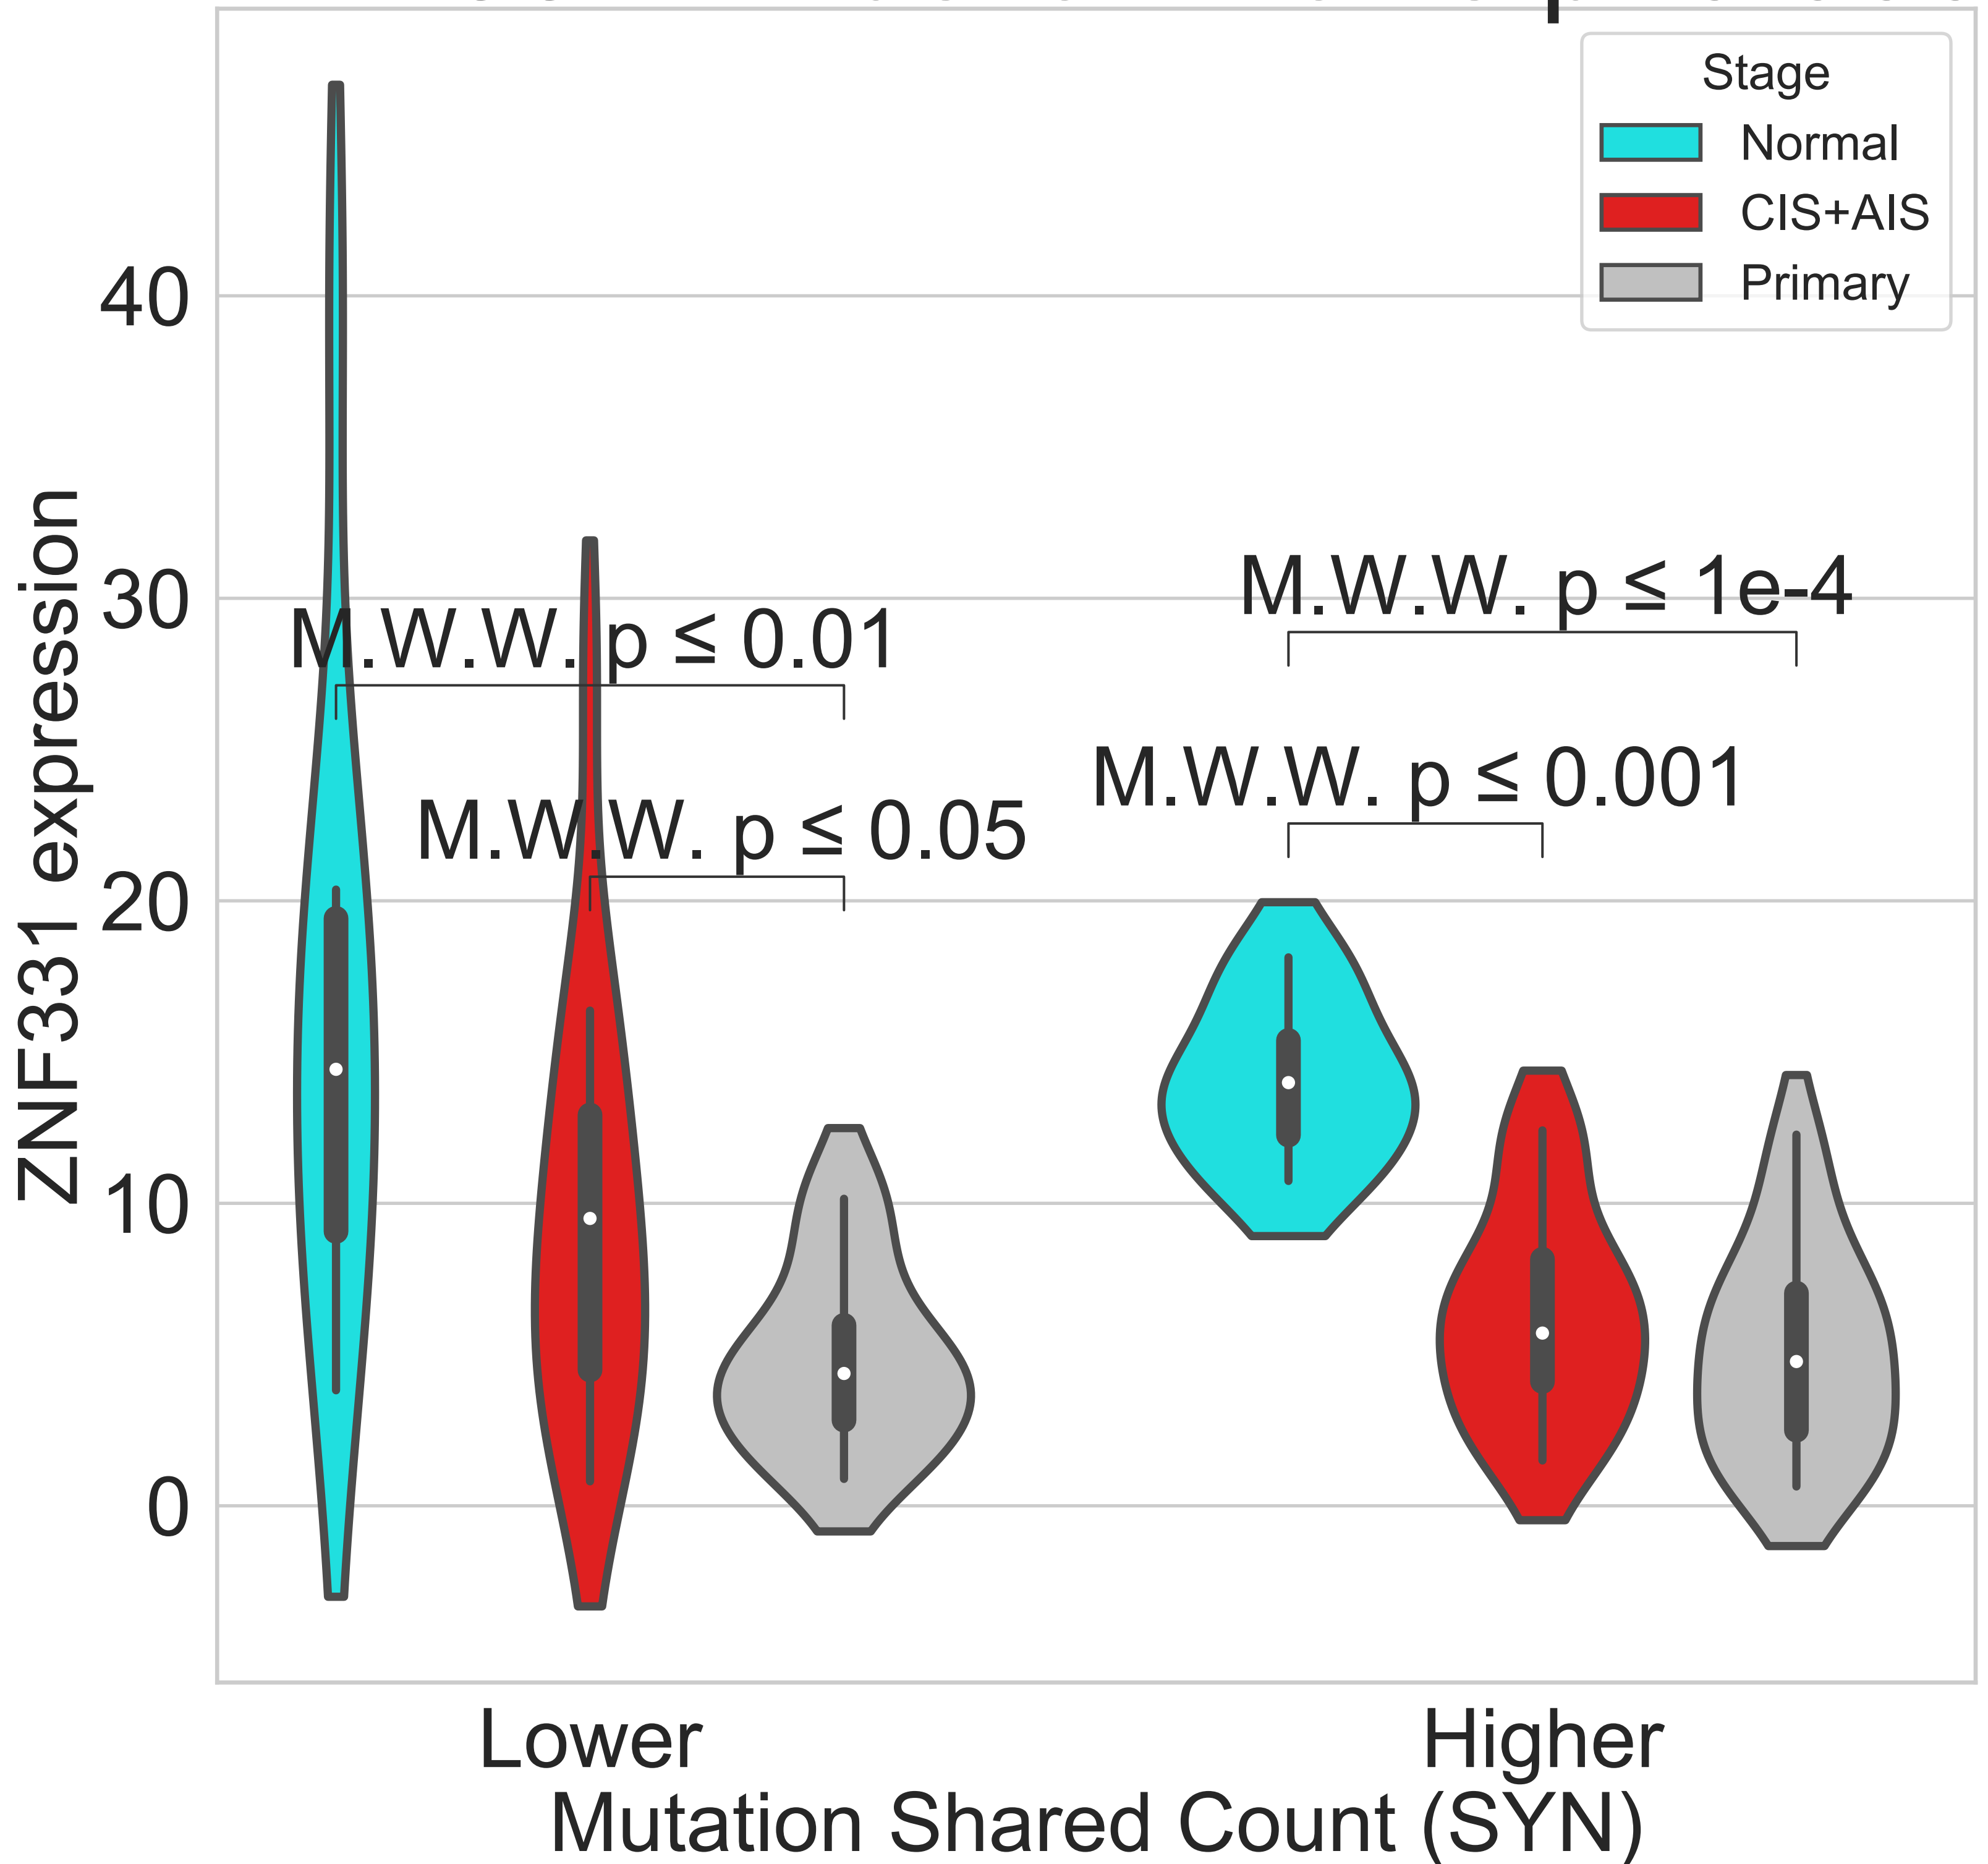 Stage
Normal
CIS+AIS
Primary
40
30
20
10
0
ZNF331 expression
M.W.W. p ≤ 1e-4
M.W.W. p ≤ 0.01
M.W.W. p ≤ 0.001
M.W.W. p ≤ 0.05
Lower
Higher
Mutation Shared Count (SYN)